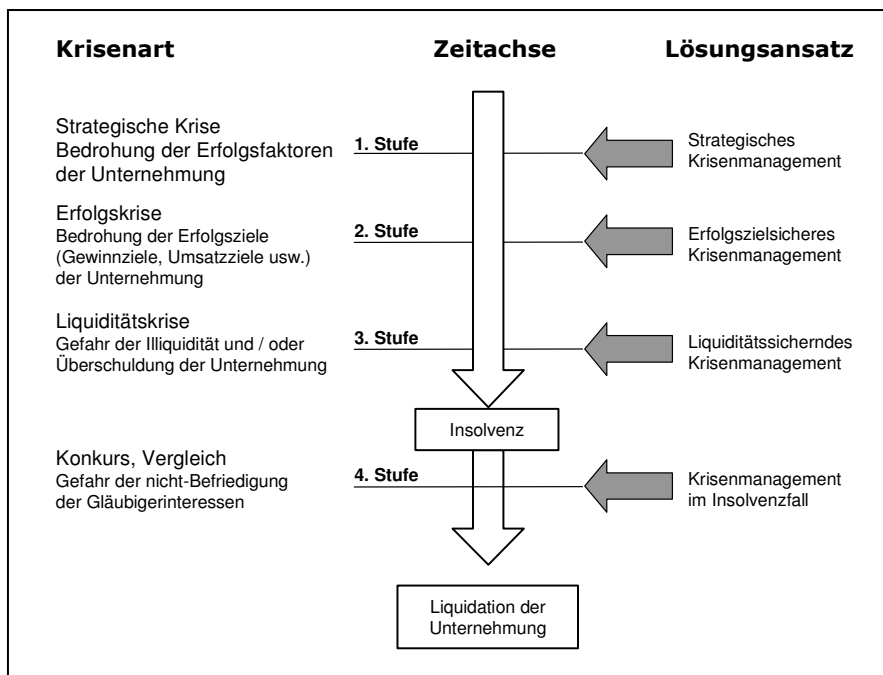 Krisenart
Zeitachse
Lösungsansatz
Strategische Krise
Bedrohung der Erfolgsfaktoren
der Unternehmung
1. Stufe
Strategisches
Krisenmanagement
Erfolgskrise
Bedrohung der Erfolgsziele
(Gewinnziele, Umsatzziele usw.)
der Unternehmung
2. Stufe
Erfolgszielsicheres
Krisenmanagement
Liquiditätskrise
Gefahr der Illiquidität und / oder
Überschuldung der Unternehmung
3. Stufe
Liquiditätssicherndes
Krisenmanagement
Insolvenz
Konkurs, Vergleich
Gefahr der nicht-Befriedigung
der Gläubigerinteressen
4. Stufe
Krisenmanagement
im Insolvenzfall
Liquidation der
Unternehmung